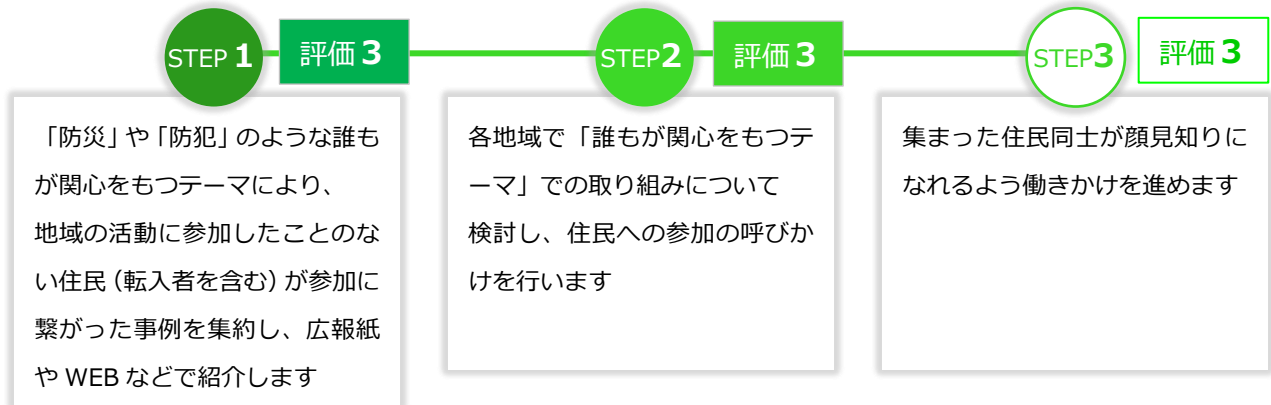 STEP 1
評価 3
「防災」や「防犯」のような誰も
が関心をもつテーマにより、
地域の活動に参加したことのな
い住民（転入者を含む）が参加に
繋がった事例を集約し、広報紙
や WEB などで紹介します
STEP2
評価 3
各地域で「誰もが関心をもつテ
ーマ」での取り組みについて
検討し、住民への参加の呼びか
けを行います
STEP3
評価 3
集まった住民同士が顔見知りに
なれるよう働きかけを進めます